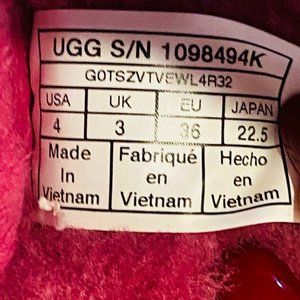 UGG S/N 1098494K
G0TSZVTVEWL4R32
USA UK EU JAPAN
4 3 36 22.5
Made Fabriqué Hecho
In en en
Vietnam Vietnam Vietnam